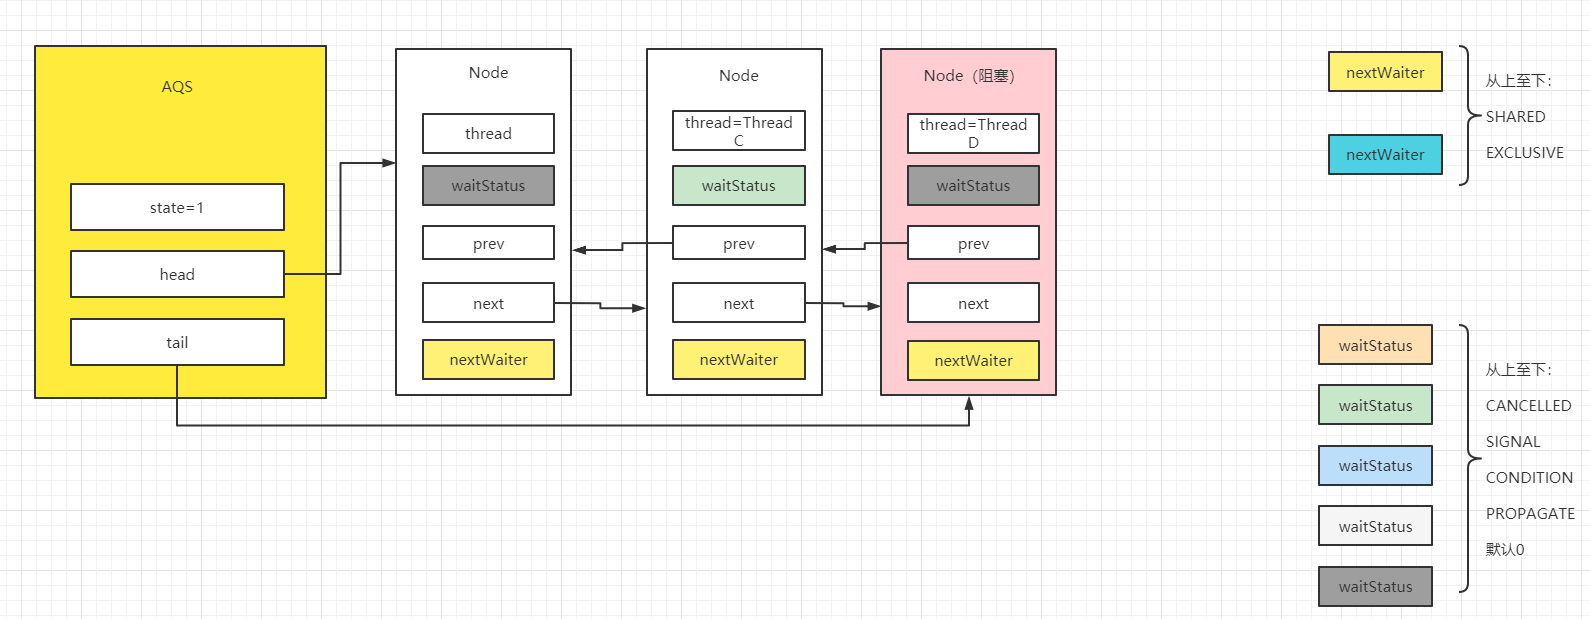 AQS
state=1
head
tail
Node
thread
waitStatus
prev
next
nextWaiter
Node
thread=Thread
C
waitStatus
prev
next
nextWaiter
Node（阻塞）
thread=Thread
D
waitStatus
prev
next
nextWaiter
nextWaiter
nextWaiter
从上至下：
SHARED
EXCLUSIVE
waitStatus
waitStatus
waitStatus
waitStatus
waitStatus
从上至下：
CANCELLED
SIGNAL
CONDITION
PROPAGATE
默认0